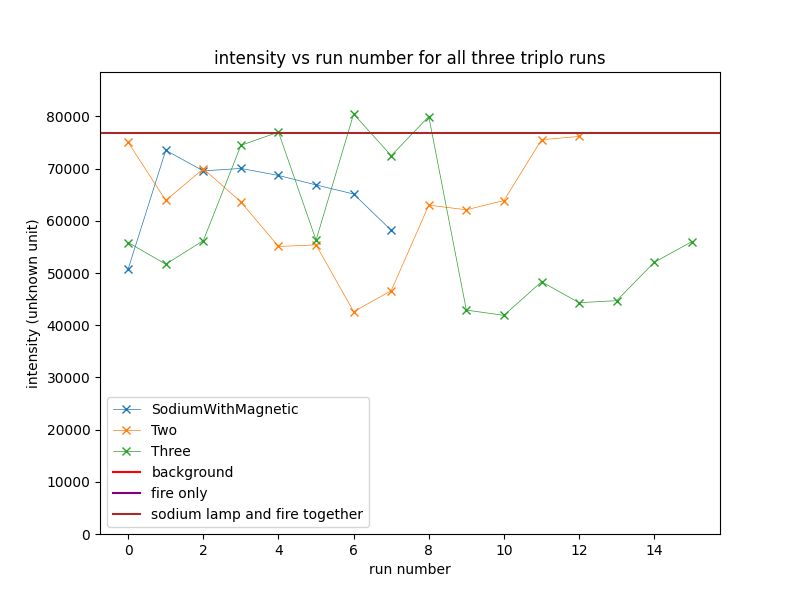 intensity vs run number for all three triplo runs
80000
70000
60000
50000
40000
30000
20000
10000
0
intensity (unknown unit)
SodiumWithMagnetic
Two
Three
background
fire only
sodium lamp and fire together
0 2 4 6 8 10 12 14
run number